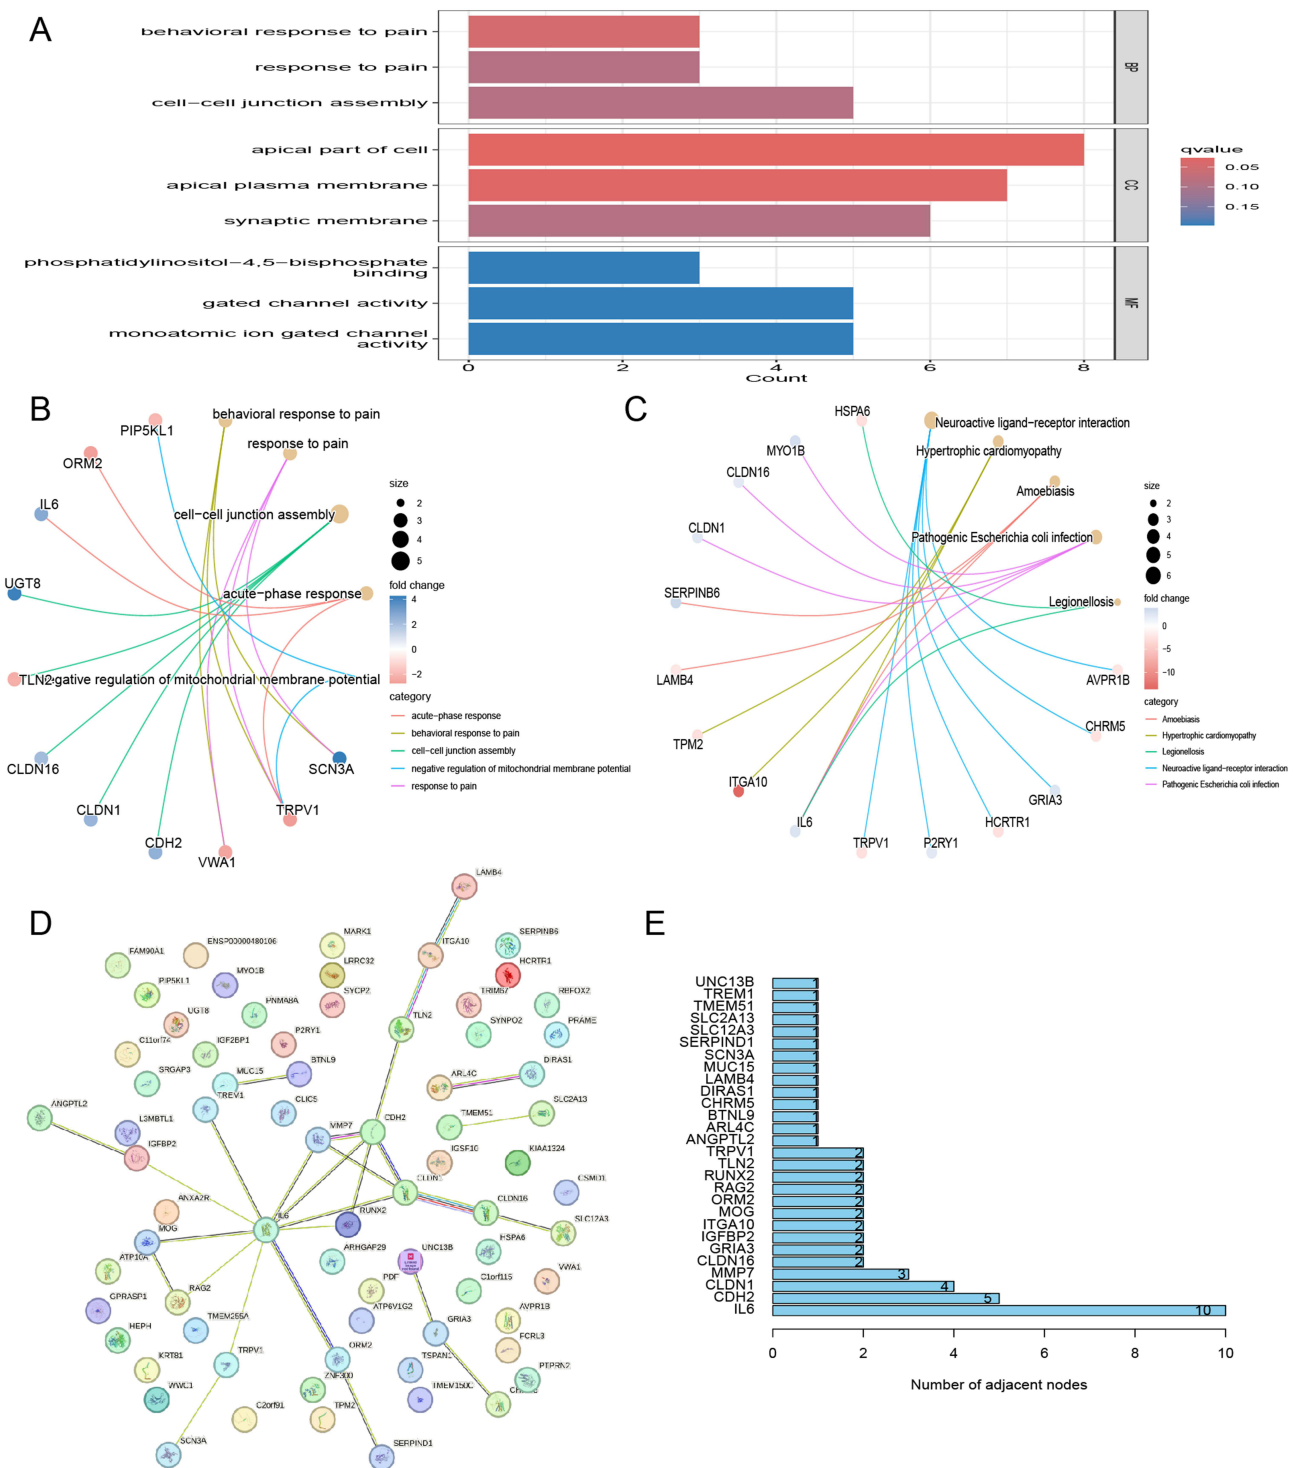 A
behavioral response to pain
response to pain
cell−cell junction assembly
BP
apical part of cell
apical plasma membrane
synaptic membrane
CC
phosphatidylinositol−4,5−bisphosphate
binding
gated channel activity
monoatomic ion gated channel
activity
MF
0 2 4 6 8
Count
qvalue
0.05
0.10
0.15
B
behavioral response to pain
PIP5KL1
response to pain
ORM2
IL6
cell−cell junction assembly
UGT8
acute−phase response
TLN2
gative regulation of mitochondrial membrane potential
CLDN16
SCN3A
CLDN1
TRPV1
CDH2
VWA1
size
2
3
4
5
fold change
4
2
0
−2
category
acute−phase response
behavioral response to pain
cell−cell junction assembly
negative regulation of mitochondrial membrane potential
response to pain
C
HSPA6
Neuroactive ligand−receptor interaction
MYO1B
Hypertrophic cardiomyopathy
CLDN16
Amoebiasis
CLDN1
Pathogenic Escherichia coli infection
SERPINB6
Legionellosis
LAMB4
AVPR1B
TPM2
CHRM5
ITGA10
GRIA3
IL6
HCRTR1
TRPV1
P2RY1
size
2
3
4
5
6
fold change
0
−5
−10
category
Amoebiasis
Hypertrophic cardiomyopathy
Legionellosis
Neuroactive ligand−receptor interaction
Pathogenic Escherichia coli infection
D
LAMB4
MARK1
ITGA10
SERPINB6
ENSP00000480106
FAM90A1
LRRC32
HCRTR1
MYO1B
PIP5KL1
SYCP2
TRIM67
RBFOX2
PNMA8A
UGT8
TLN2
SYNPO2
PRAME
P2RY1
C11orf74
IGF2BP1
BTNL9
DIRAS1
SRGAP3
MUC15
ARL4C
TREM1
ANGPTL2
CLIC5
SLC2A13
L3MBTL1
MMP7
CDH2
TMEM51
IGFBP2
IGSF10
KIAA1324
CLDN1
CSMD1
ANXA2R
CLDN16
IL6
RUNX2
SLC12A3
MOG
ARHGAP29
UNC13B
HSPA6
ATP10A
VWA1
RAG2
PDF
C1orf115
GPRASP1
TMEM255A
ATP6V1G2
AVPR1B
HEPH
GRIA3
FCRL3
KRT81
TRPV1
ORM2
TSPAN1
PTPRN2
WWC1
ZNF300
TMEM150C
C2orf91
TPM2
SCN3A
SERPIND1
E
UNC13B 1
TREM1 1
TMEM51 1
SLC2A13 1
SLC12A3 1
SERPIND1 1
SCN3A 1
MUC15 1
LAMB4 1
DIRAS1 1
CHRM5 1
BTNL9 1
ARL4C 1
ANGPTL2 1
TRPV1 2
TLN2 2
RUNX2 2
RAG2 2
ORM2 2
MOG 2
ITGA10 2
IGFBP2 2
GRIA3 2
CLDN16 2
MMP7 3
CLDN1 4
CDH2 5
IL6 10
0 2 4 6 8 10
Number of adjacent nodes